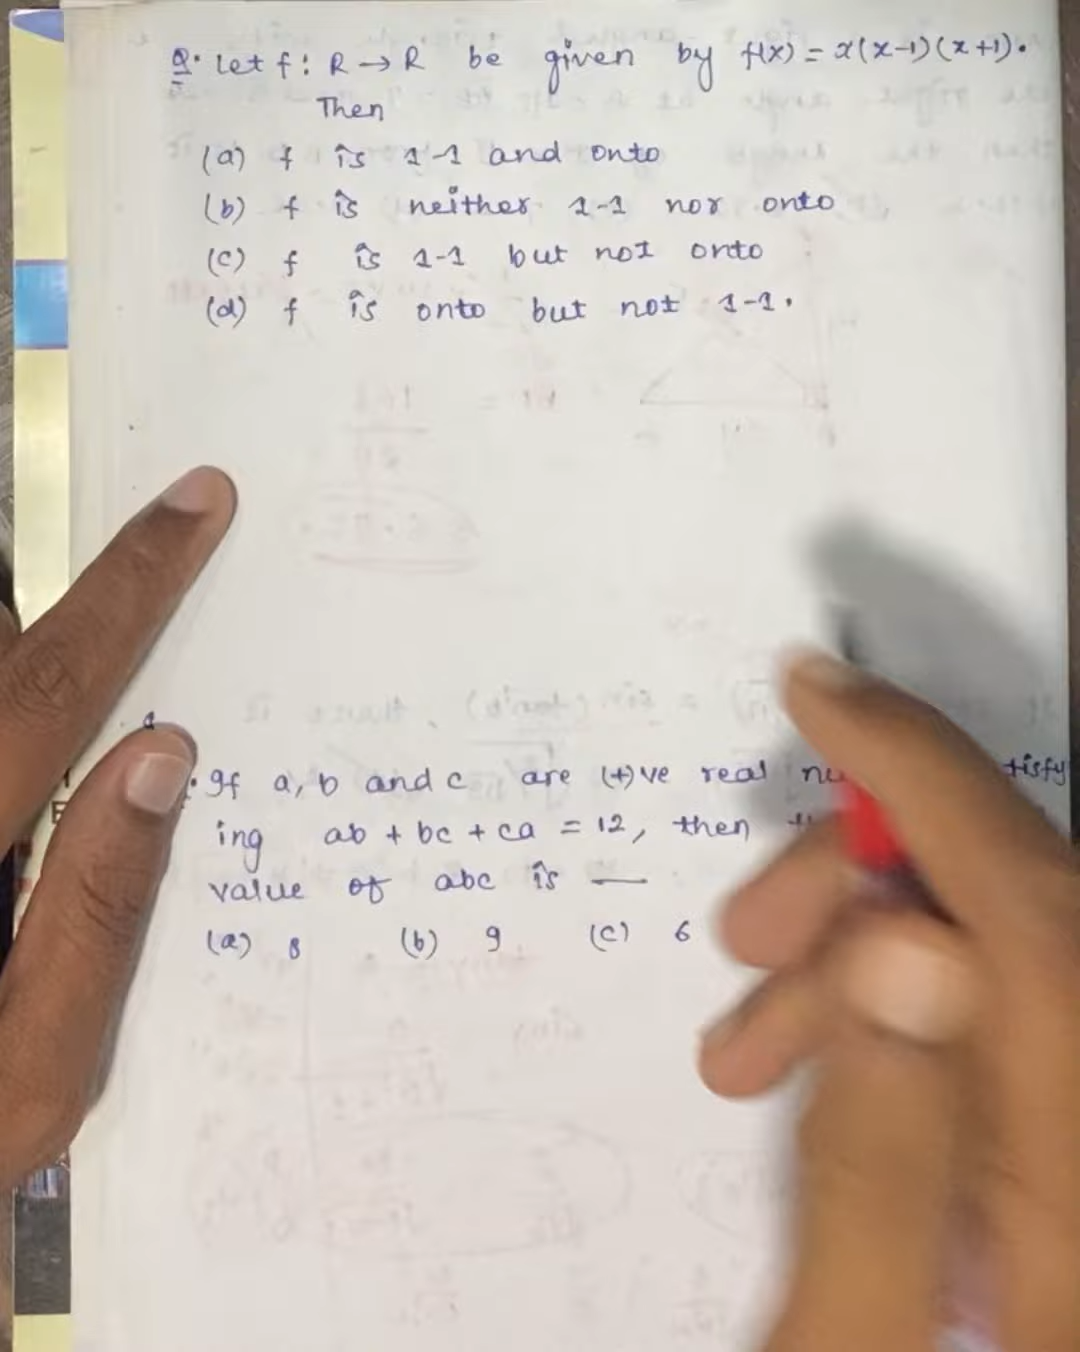 Q. Let f: R → R be given by f(x) = x(x-1)(x+1).
Then
(a) f is 1-1 and onto
(b) f is neither 1-1 nor onto
(c) f is 1-1 but not onto
(d) f is onto but not 1-1.
If a, b and c are (+)ve real
ing ab + bc + ca = 12, then
value of abc is —
(a) 8 (b) 9 (c) 6